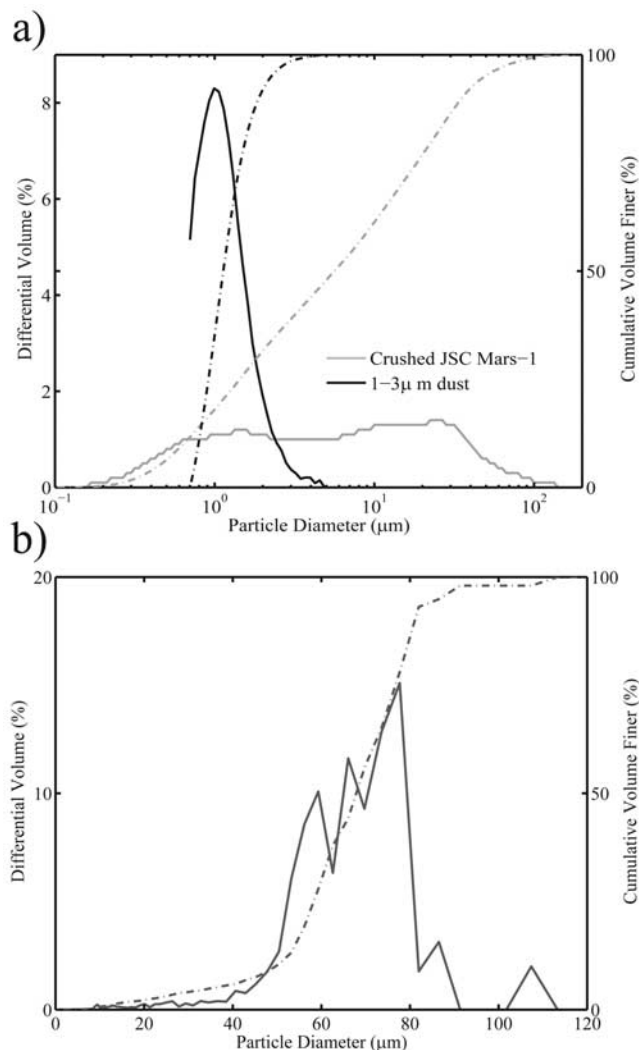 a)
8
6
4
2
0
Differential Volume (%)
100
50
0
Cumulative Volume Finer (%)
Crushed JSC Mars−1
1−3μ m dust
10⁻¹ 10⁰ 10¹ 10²
Particle Diameter (μm)
b)
20
10
0
Differential Volume (%)
100
50
0
Cumulative Volume Finer (%)
0 20 40 60 80 100 120
Particle Diameter (μm)